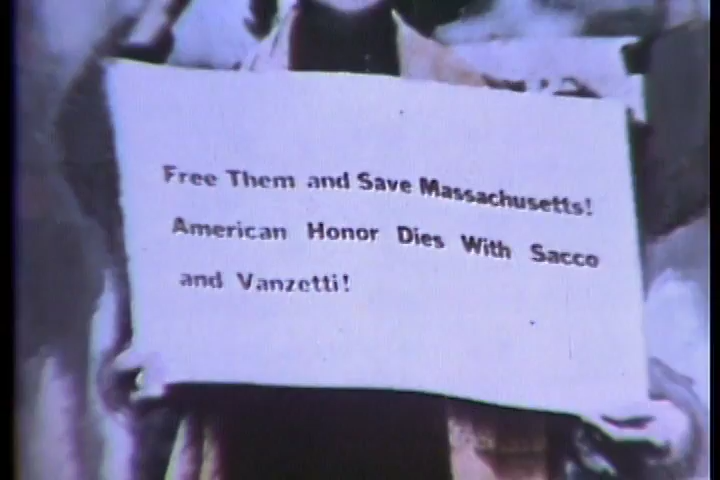 Free Them and Save Massachusetts!
American Honor Dies With Sacco
and Vanzetti!